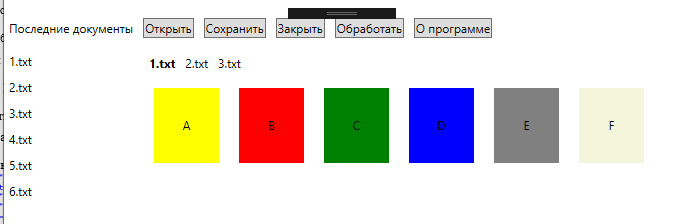 Последние документы Открыть Сохранить Закрыть Обработать О программе
1.txt
2.txt
3.txt
4.txt
5.txt
6.txt
1.txt 2.txt 3.txt
A B C D E F